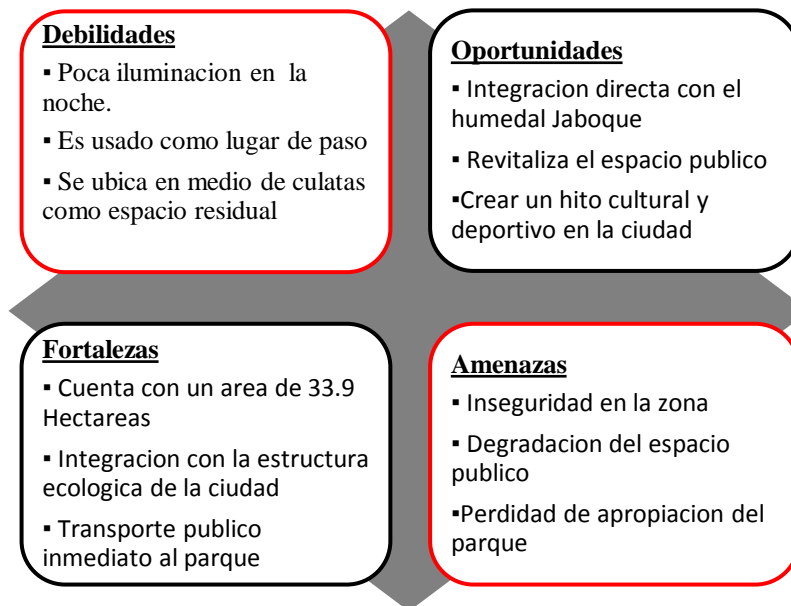 Debilidades
▪ Poca iluminacion en la
noche.
▪ Es usado como lugar de paso
▪ Se ubica en medio de culatas
como espacio residual
Oportunidades
▪ Integracion directa con el
humedal Jaboque
▪ Revitaliza el espacio publico
▪Crear un hito cultural y
deportivo en la ciudad
Fortalezas
▪ Cuenta con un area de 33.9
Hectareas
▪ Integracion con la estructura
ecologica de la ciudad
▪ Transporte publico
inmediato al parque
Amenazas
▪ Inseguridad en la zona
▪ Degradacion del espacio
publico
▪Perdidad de apropiacion del
parque